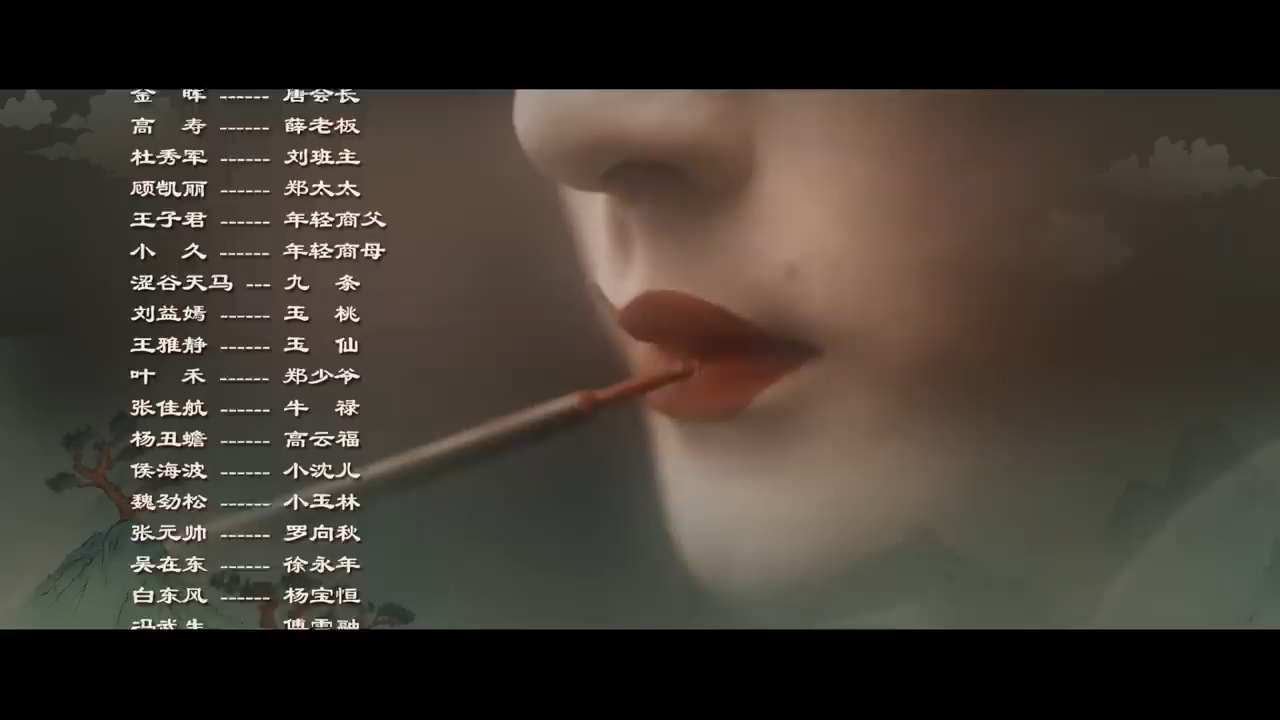 金 晖 ------ 唐会长
高 寿 ------ 薛老板
杜秀军 ------ 刘班主
顾凯丽 ------ 郑太太
王子君 ------ 年轻商父
小 久 ------ 年轻商母
涩谷天马 --- 九 条
刘益嫣 ------ 玉 桃
王雅静 ------ 玉 仙
叶 禾 ------ 郑少爷
张佳航 ------ 牛 禄
杨丑蟾 ------ 高云福
侯海波 ------ 小沈儿
魏劲松 ------ 小玉林
张元帅 ------ 罗向秋
吴在东 ------ 徐永年
白东风 ------ 杨宝恒